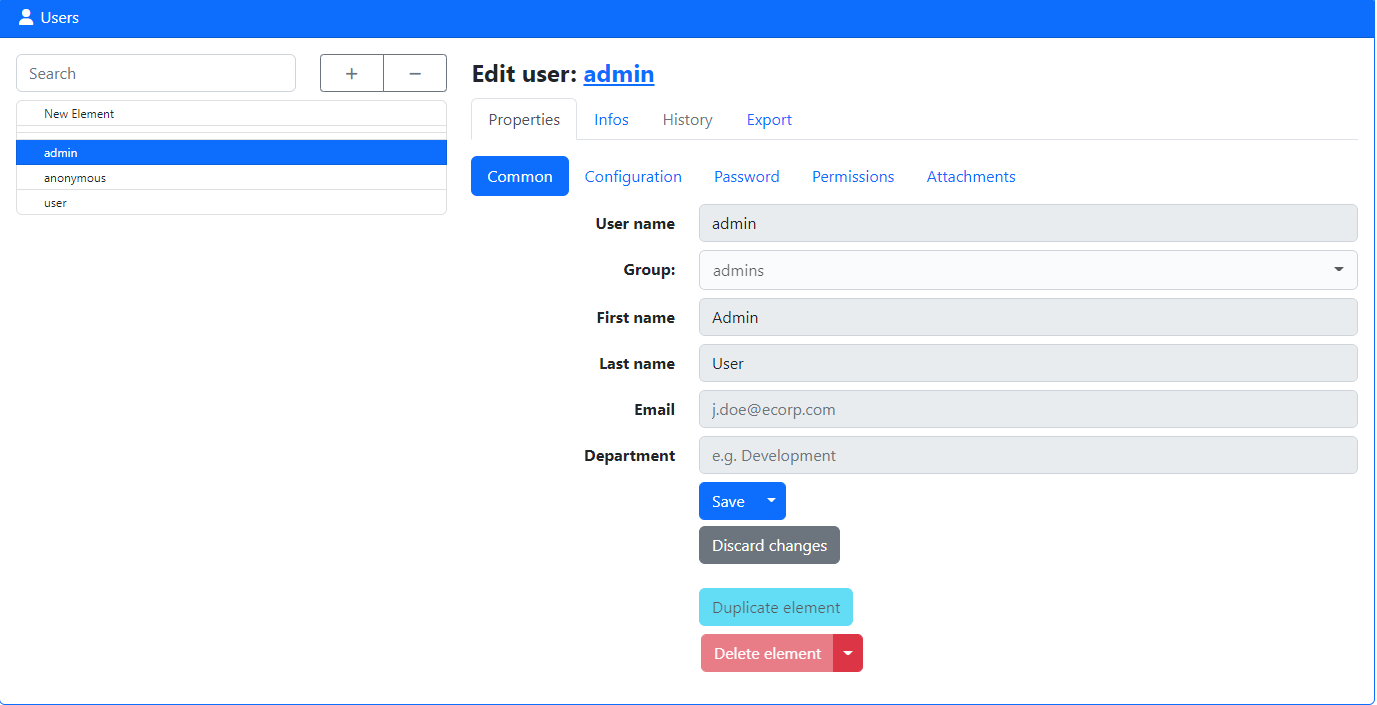 Users
Search
+ −
New Element
admin
anonymous
user
Edit user: admin
Properties Infos History Export
Common Configuration Password Permissions Attachments
User name admin
Group: admins
First name Admin
Last name User
Email j.doe@ecorp.com
Department e.g. Development
Save
Discard changes
Duplicate element
Delete element